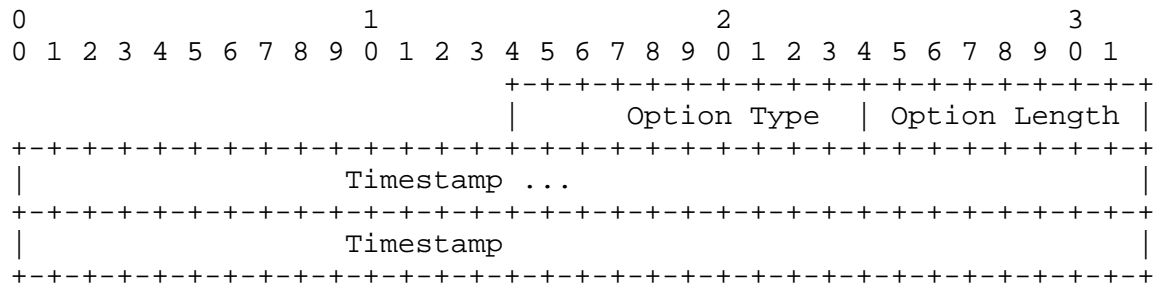 0                   1                   2                   3
0 1 2 3 4 5 6 7 8 9 0 1 2 3 4 5 6 7 8 9 0 1 2 3 4 5 6 7 8 9 0 1
                            +-+-+-+-+-+-+-+-+-+-+-+-+-+-+-+-+-+-+
                            |      Option Type  | Option Length |
+-+-+-+-+-+-+-+-+-+-+-+-+-+-+-+-+-+-+-+-+-+-+-+-+-+-+-+-+-+-+-+-+
|                  Timestamp ...                                |
+-+-+-+-+-+-+-+-+-+-+-+-+-+-+-+-+-+-+-+-+-+-+-+-+-+-+-+-+-+-+-+-+
|                  Timestamp                                    |
+-+-+-+-+-+-+-+-+-+-+-+-+-+-+-+-+-+-+-+-+-+-+-+-+-+-+-+-+-+-+-+-+